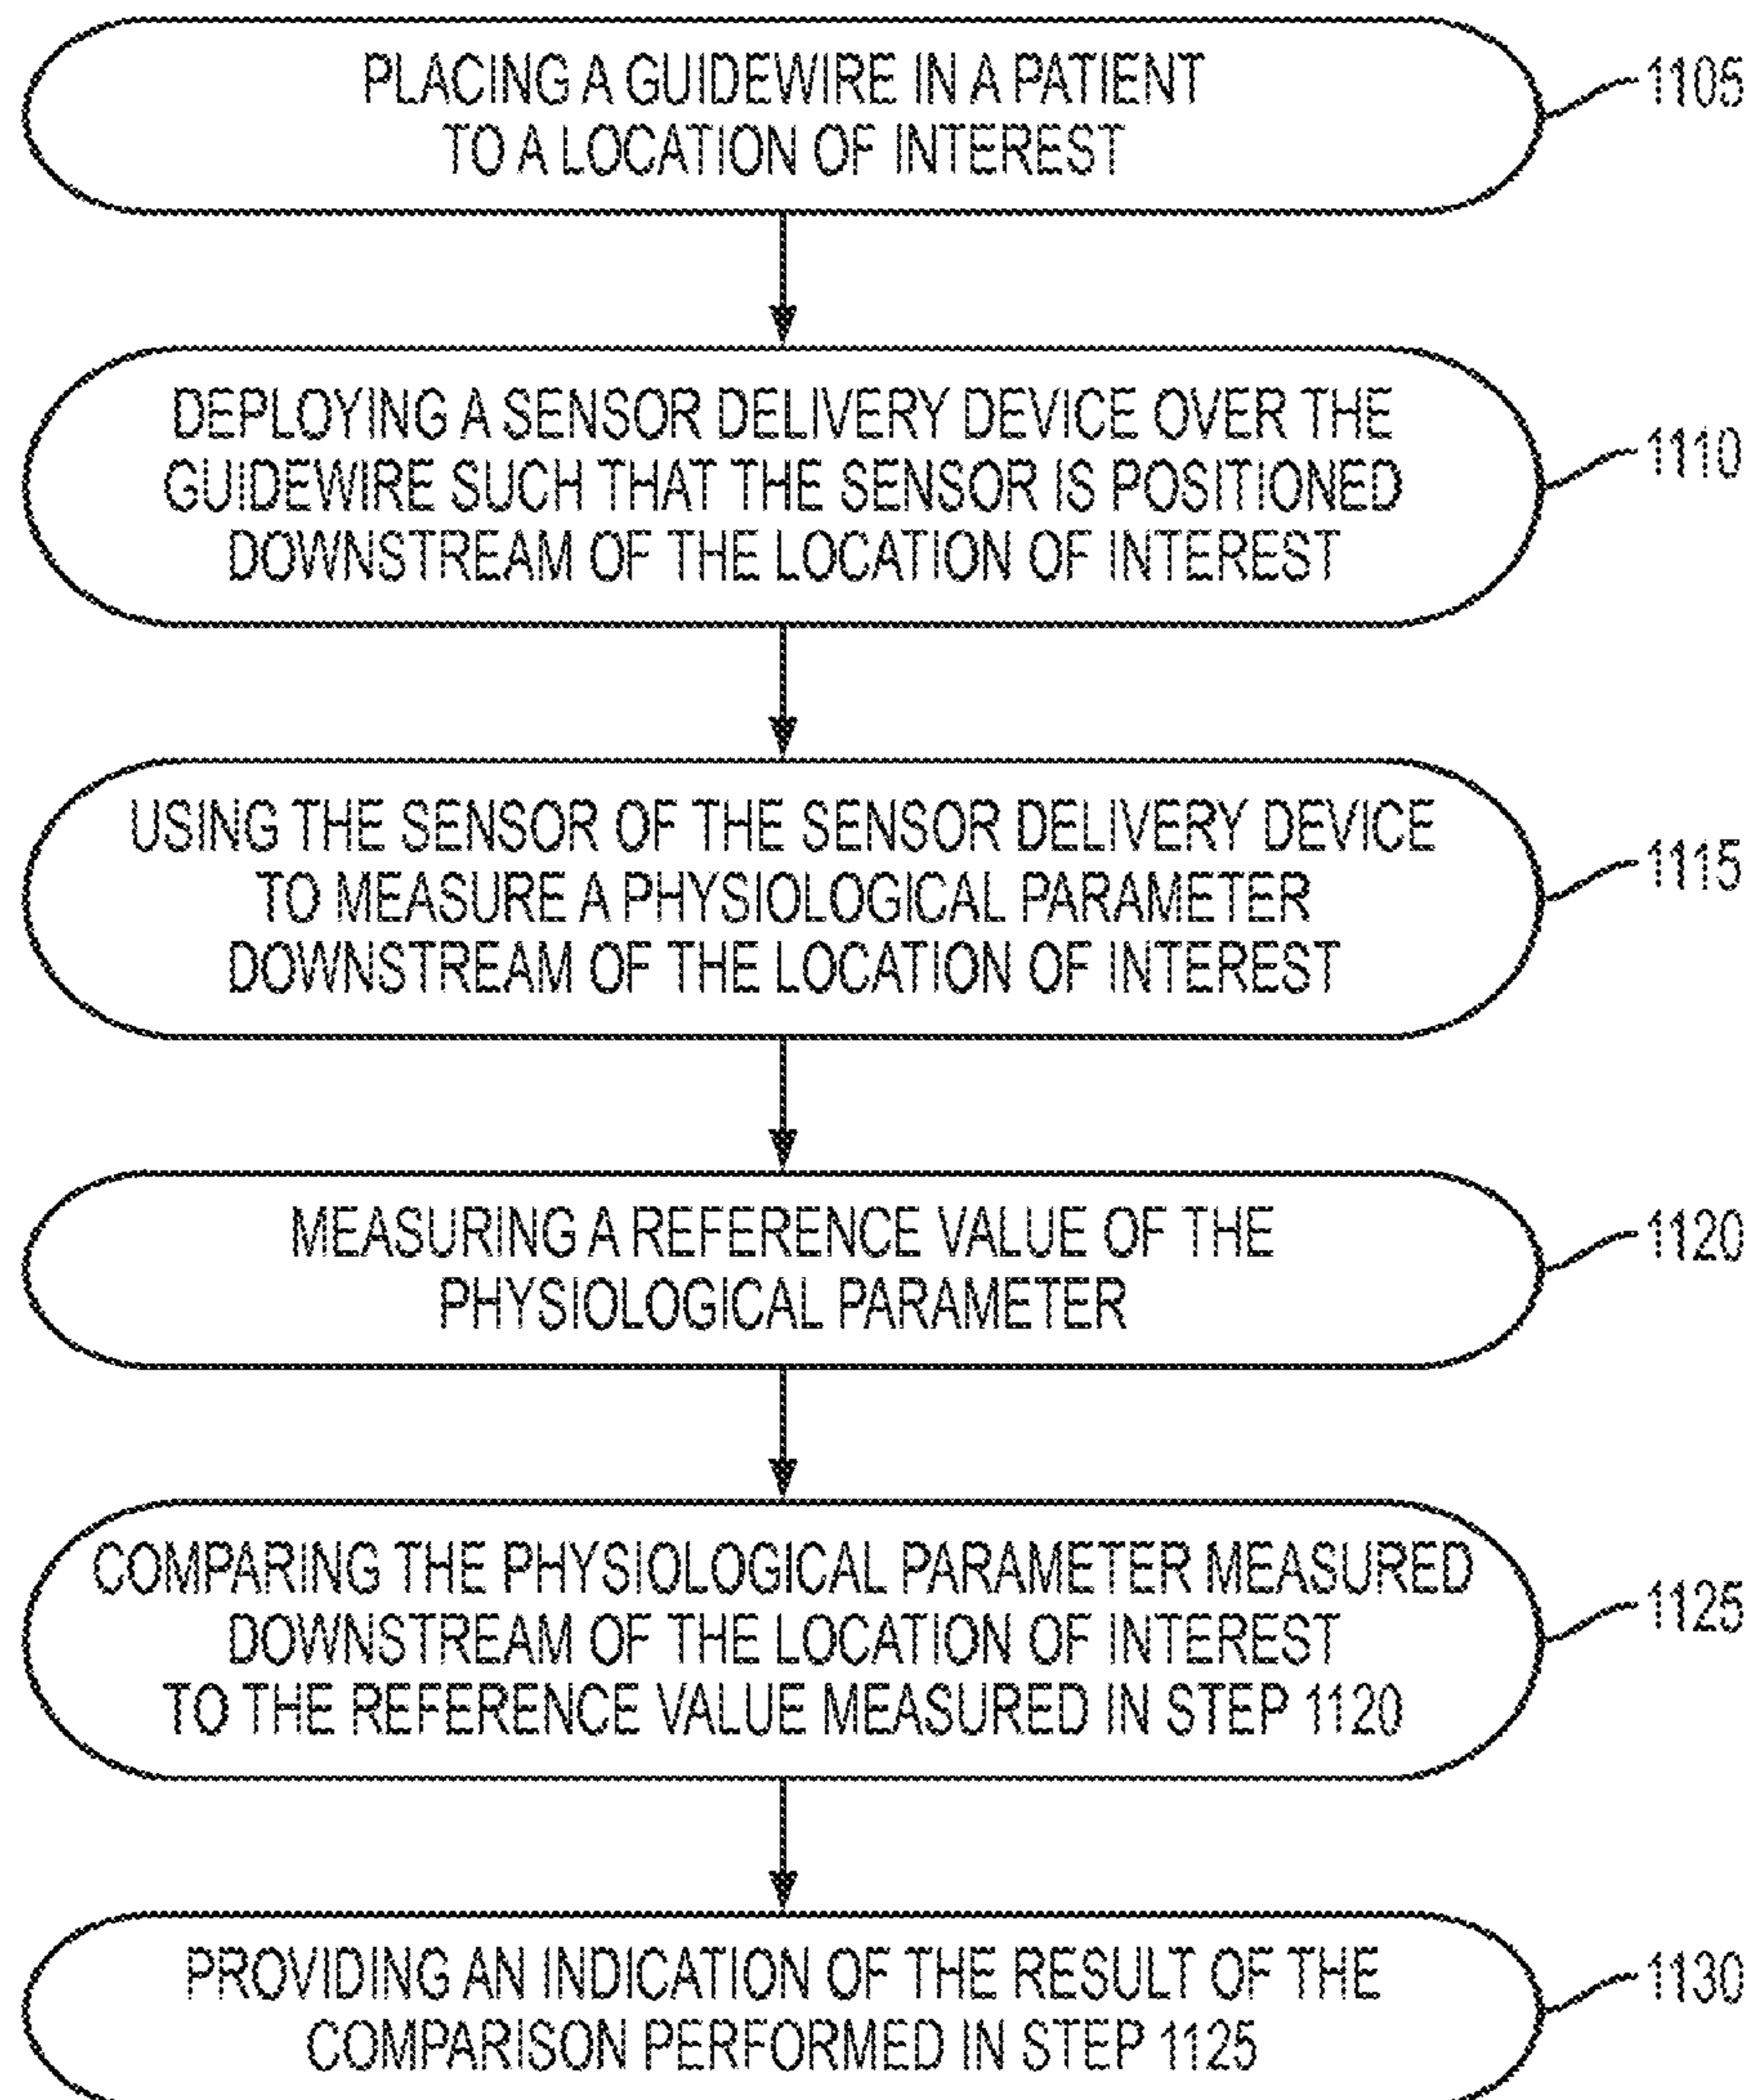 PLACING A GUIDEWIRE IN A PATIENT
TO A LOCATION OF INTEREST
1105
DEPLOYING A SENSOR DELIVERY DEVICE OVER THE
GUIDEWIRE SUCH THAT THE SENSOR IS POSITIONED
DOWNSTREAM OF THE LOCATION OF INTEREST
1110
USING THE SENSOR OF THE SENSOR DELIVERY DEVICE
TO MEASURE A PHYSIOLOGICAL PARAMETER
DOWNSTREAM OF THE LOCATION OF INTEREST
1115
MEASURING A REFERENCE VALUE OF THE
PHYSIOLOGICAL PARAMETER
1120
COMPARING THE PHYSIOLOGICAL PARAMETER MEASURED
DOWNSTREAM OF THE LOCATION OF INTEREST
TO THE REFERENCE VALUE MEASURED IN STEP 1120
1125
PROVIDING AN INDICATION OF THE RESULT OF THE
COMPARISON PERFORMED IN STEP 1125
1130